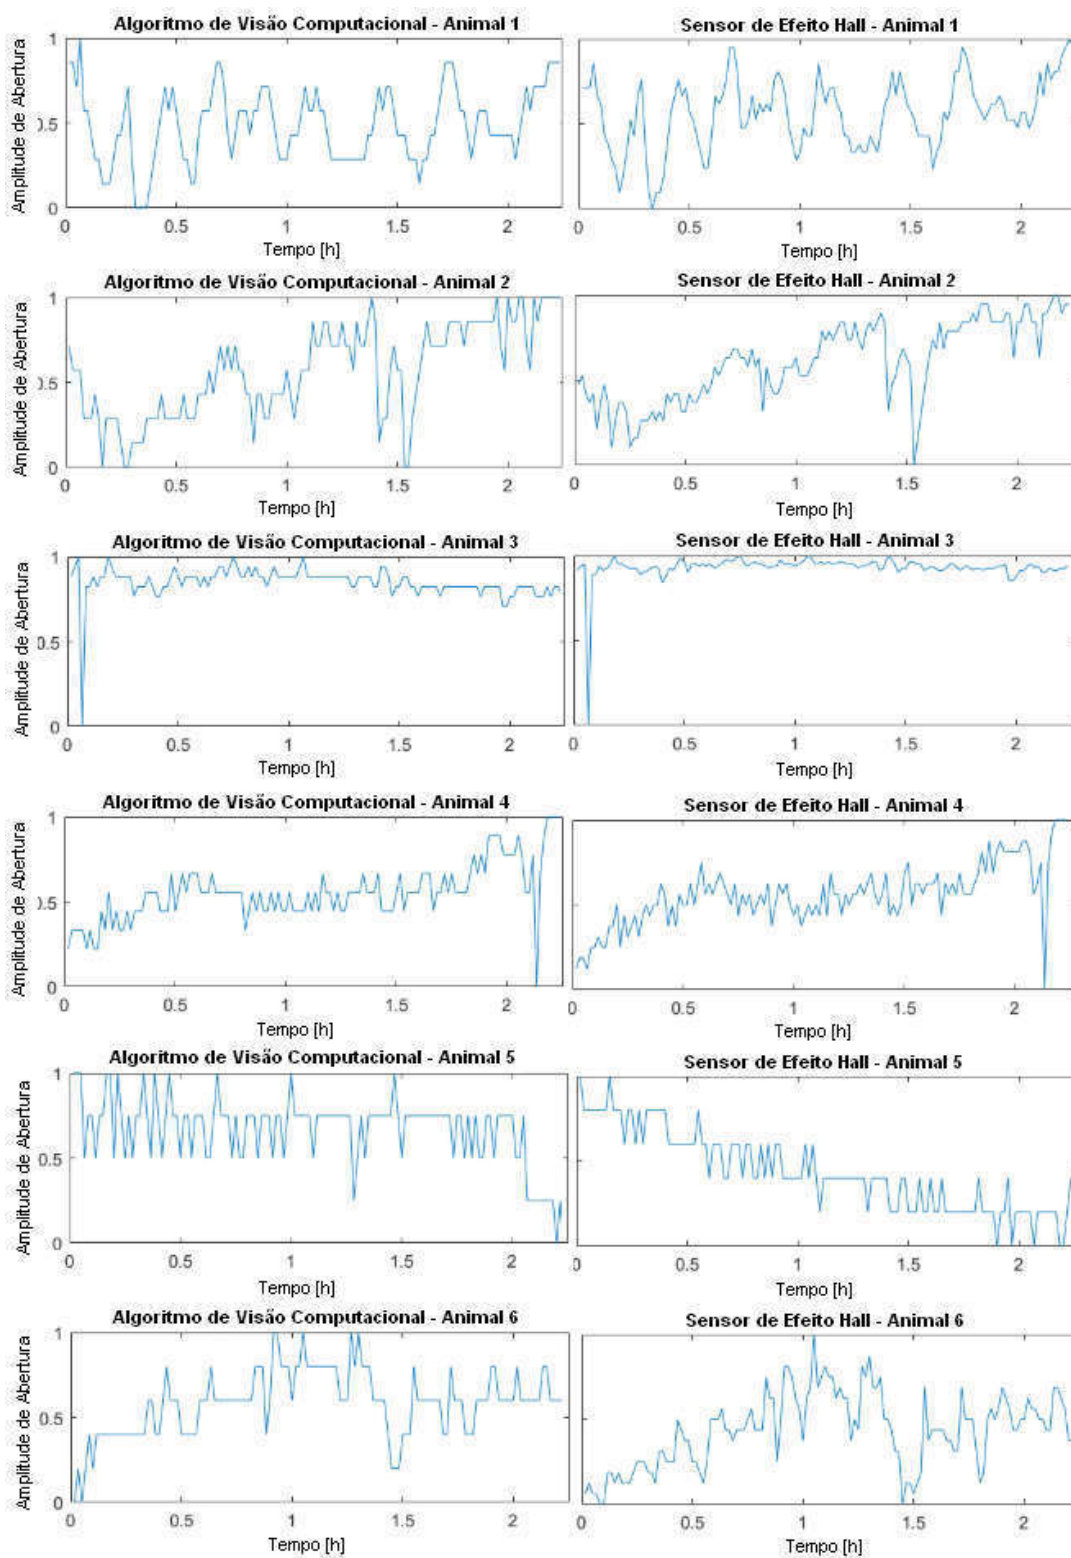 Algoritmo de Visão Computacional - Animal 1
Sensor de Efeito Hall - Animal 1
Amplitude de Abertura
1
0.5
0
0 0.5 1 1.5 2
0 0.5 1 1.5 2
Tempo [h]
Tempo [h]
Algoritmo de Visão Computacional - Animal 2
Sensor de Efeito Hall - Animal 2
Amplitude de Abertura
1
0.5
0
0 0.5 1 1.5 2
0 0.5 1 1.5 2
Tempo [h]
Tempo [h]
Algoritmo de Visão Computacional - Animal 3
Sensor de Efeito Hall - Animal 3
Amplitude de Abertura
1
0.5
0
0 0.5 1 1.5 2
0 0.5 1 1.5 2
Tempo [h]
Tempo [h]
Algoritmo de Visão Computacional - Animal 4
Sensor de Efeito Hall - Animal 4
Amplitude de Abertura
1
0.5
0
0 0.5 1 1.5 2
0 0.5 1 1.5 2
Tempo [h]
Tempo [h]
Algoritmo de Visão Computacional - Animal 5
Sensor de Efeito Hall - Animal 5
Amplitude de Abertura
1
0.5
0
0 0.5 1 1.5 2
0 0.5 1 1.5 2
Tempo [h]
Tempo [h]
Algoritmo de Visão Computacional - Animal 6
Sensor de Efeito Hall - Animal 6
Amplitude de Abertura
1
0.5
0
0 0.5 1 1.5 2
0 0.5 1 1.5 2
Tempo [h]
Tempo [h]